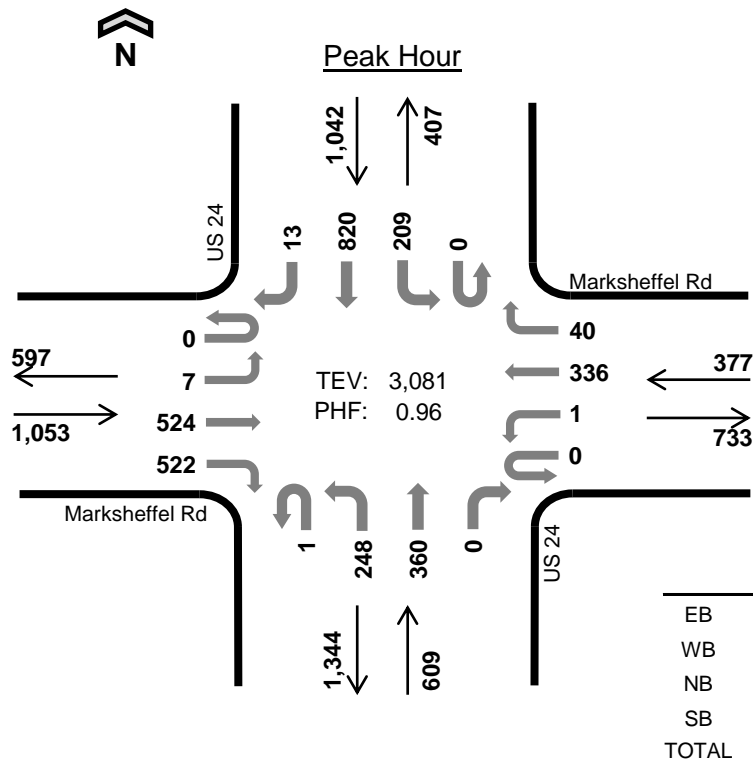 N
Peak Hour
1,042
407
US 24
13
820
209
0
Marksheffel Rd
0
40
597
7
TEV: 3,081
336
377
1,053
524
PHF: 0.96
1
733
522
0
Marksheffel Rd
1
248
360
0
US 24
1,344
609
EB
WB
NB
SB
TOTAL